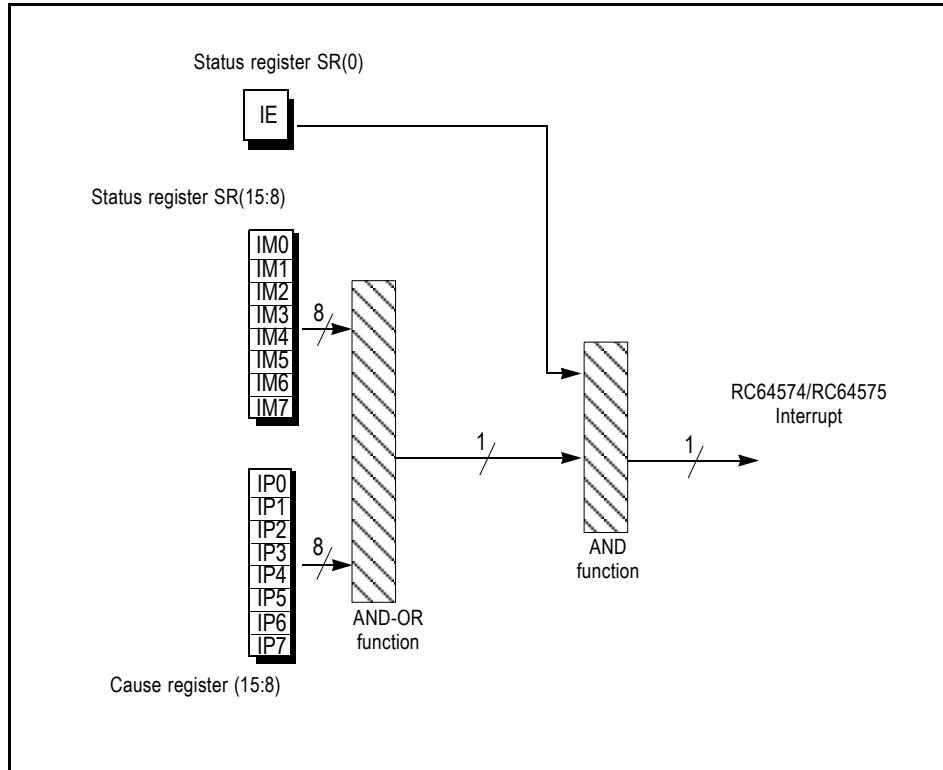 Status register SR(0)
IE
Status register SR(15:8)
IM0
IM1
IM2
IM3
IM4
IM5
IM6
IM7
8
IP0
IP1
IP2
IP3
IP4
IP5
IP6
IP7
8
Cause register (15:8)
AND-OR
function
1
AND
function
1
RC64574/RC64575
Interrupt